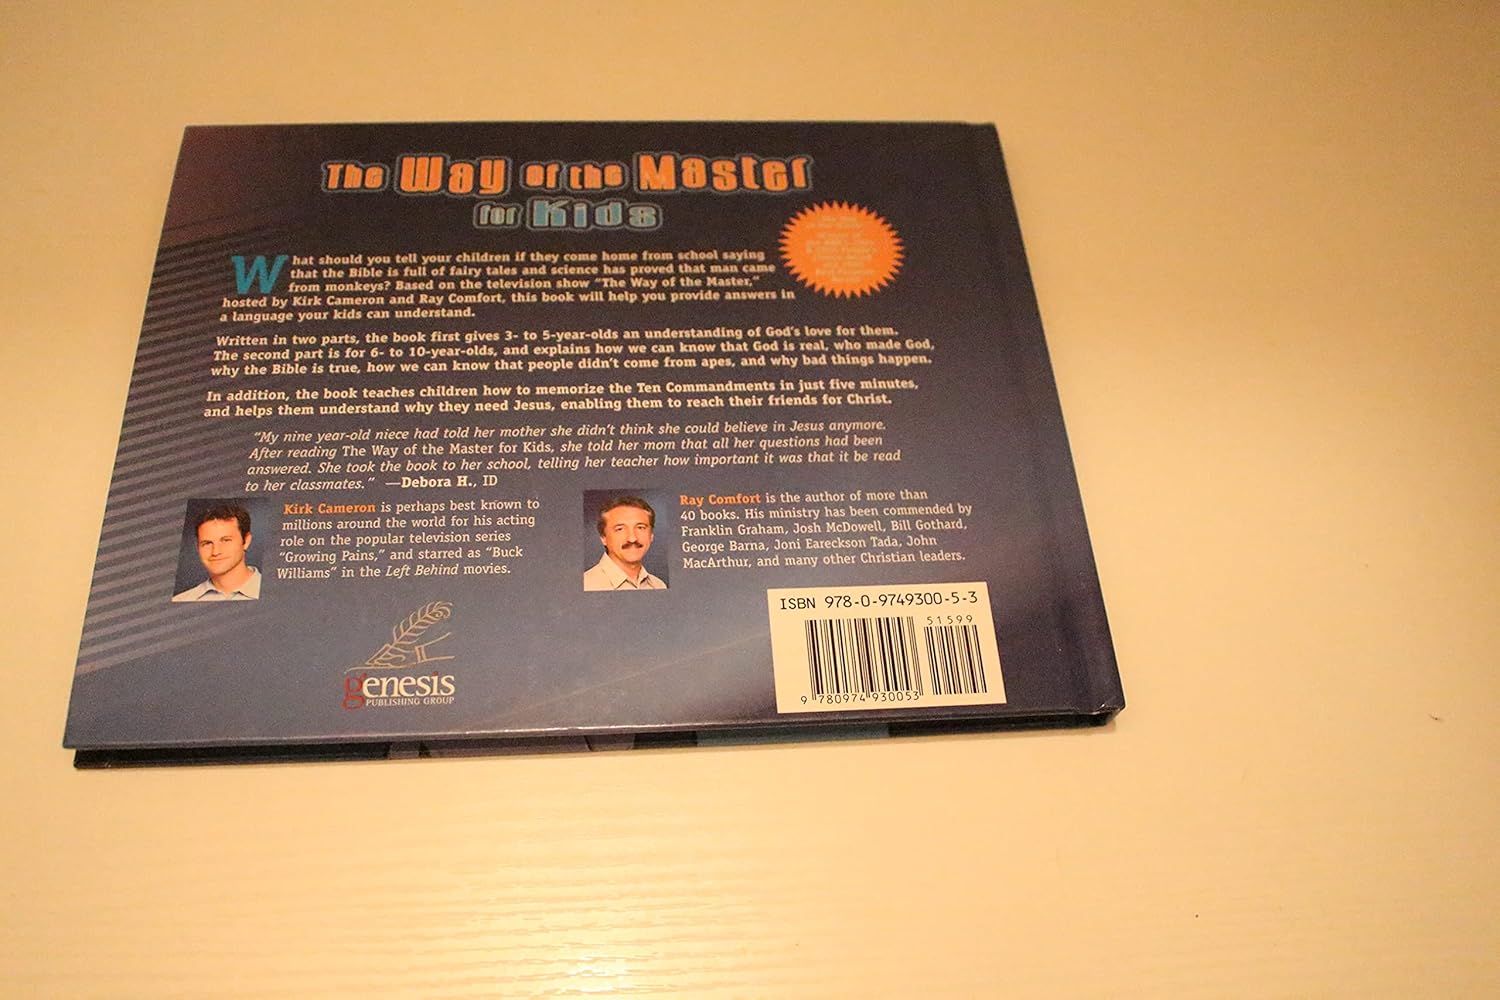 The Way of the Master
for Kids
What should you tell your children if they come home from school saying
that the Bible is full of fairy tales and science has proved that man came
from monkeys? Based on the television show "The Way of the Master,"
hosted by Kirk Cameron and Ray Comfort, this book will help you provide answers in
a language your kids can understand.
Written in two parts, the book first gives 3- to 5-year-olds an understanding of God's love for them.
The second part is for 6- to 10-year-olds, and explains how we can know that God is real, who made God,
why the Bible is true, how we can know that people didn't come from apes, and why bad things happen.
In addition, the book teaches children how to memorize the Ten Commandments in just five minutes,
and helps them understand why they need Jesus, enabling them to reach their friends for Christ.
"My nine year-old niece had told her mother she didn't think she could believe in Jesus anymore.
After reading The Way of the Master for Kids, she told her mom that all her questions had been
answered. She took the book to her school, telling her teacher how important it was that it be read
to her classmates." —Debora H., ID
Kirk Cameron is perhaps best known to
millions around the world for his acting
role on the popular television series
"Growing Pains," and starred as "Buck
Williams" in the Left Behind movies.
Ray Comfort is the author of more than
40 books. His ministry has been commended by
Franklin Graham, Josh McDowell, Bill Gothard,
George Barna, Joni Eareckson Tada, John
MacArthur, and many other Christian leaders.
genesis
PUBLISHING GROUP
ISBN 978-0-9749300-5-3
51599
9 780974 930053